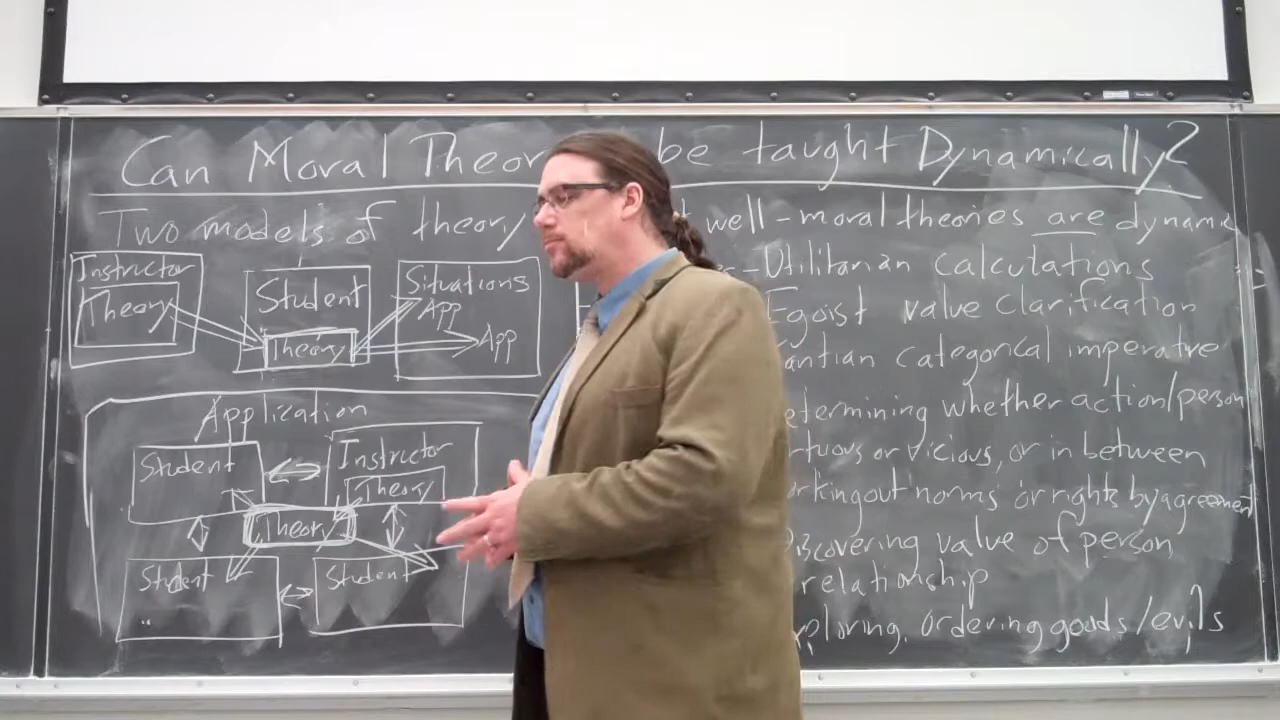 Can Moral Theor be taught Dynamically?
Two models of theory
Instructor
Theory
Student
Theory
Situations
App
App
Application
Student
Instructor
Theory
Theory
Student
Student
well - moral theories are dynamic
- Utilitarian calculations
Egoist value clarification
antian categorical imperative
etermining whether action/person
rtuous or vicious, or in between
rking out norms or rights by agreement
iscovering value of person,
relationship
ploring, ordering goods/evils